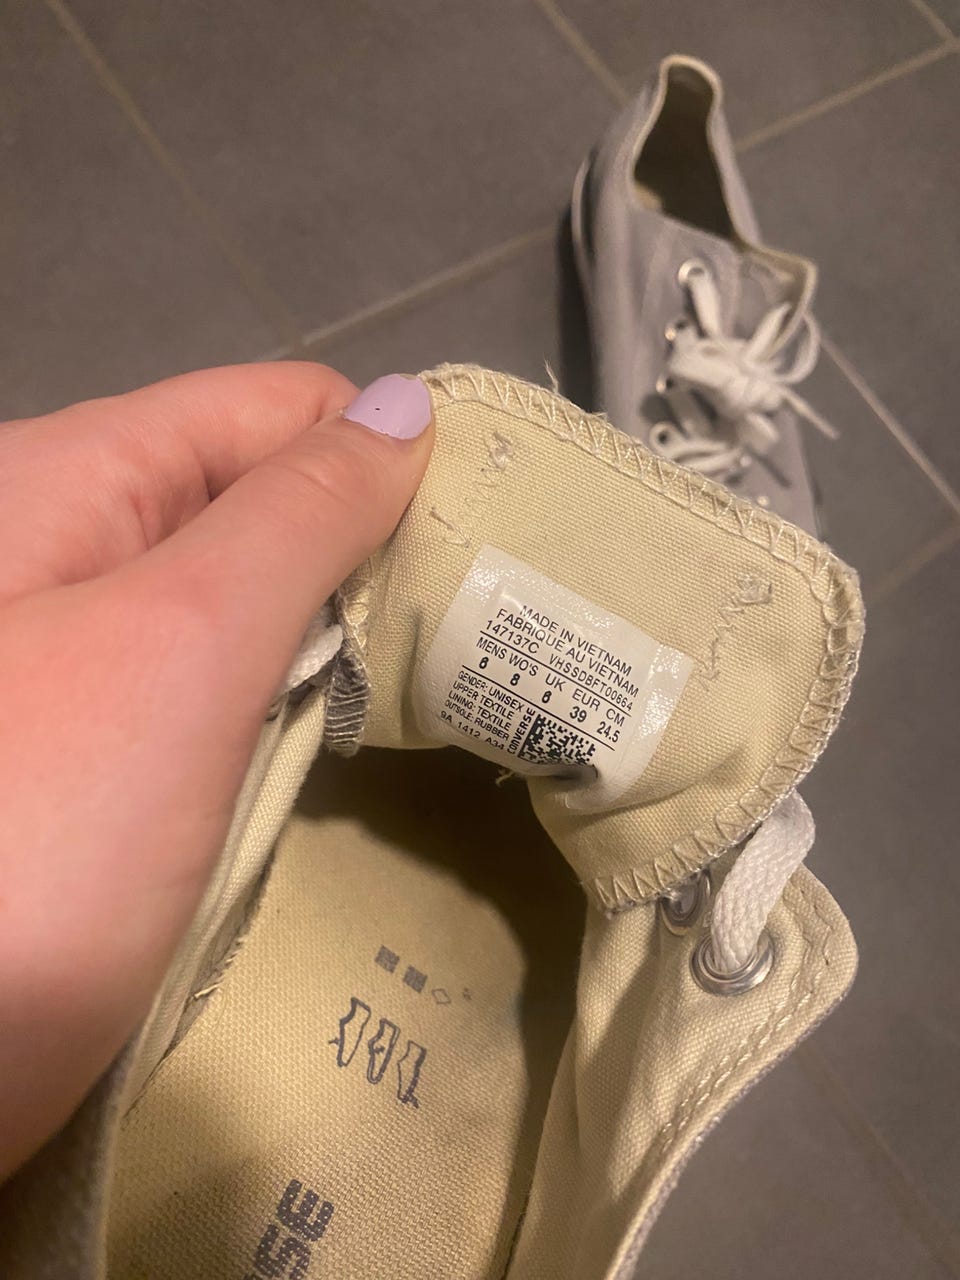 MADE IN VIETNAM
FABRIQUE AU VIETNAM
147137C VHSSDBFT00664
MENS WO'S UK EUR CM
6 8 6 39 24.5
GENDER: UNISEX
UPPER TEXTILE
LINING: TEXTILE
OUTSOLE: RUBBER
9A 1412 A34
CONVERSE